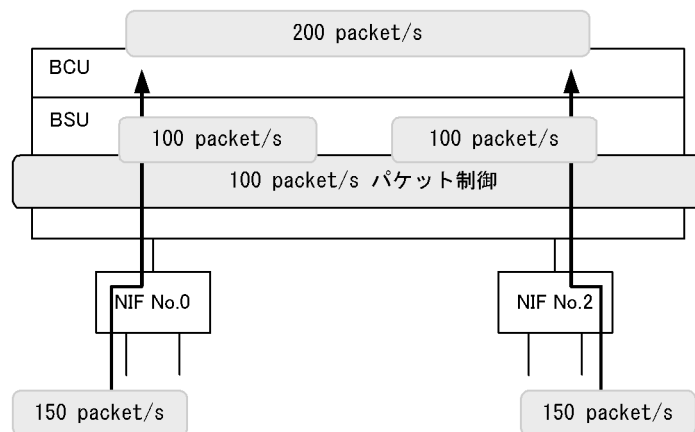 200 packet/s
BCU
BSU
100 packet/s
100 packet/s
100 packet/s パケット制御
NIF No.0
NIF No.2
150 packet/s
150 packet/s